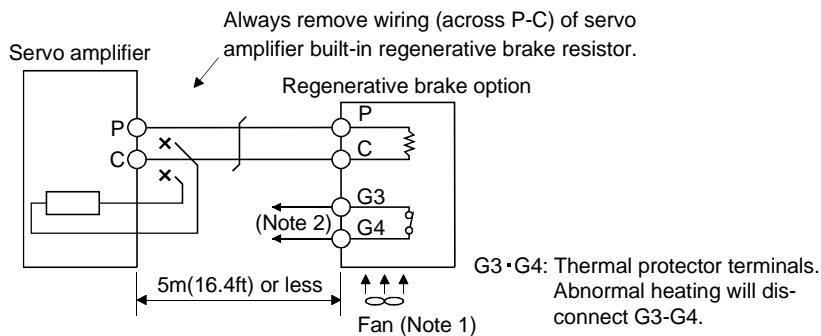 Always remove wiring (across P-C) of servo
amplifier built-in regenerative brake resistor.
Servo amplifier
Regenerative brake option
P
P
C
C
G3
(Note 2)
G4
5m(16.4ft) or less
Fan (Note 1)
G3·G4: Thermal protector terminals.
Abnormal heating will dis-
connect G3-G4.